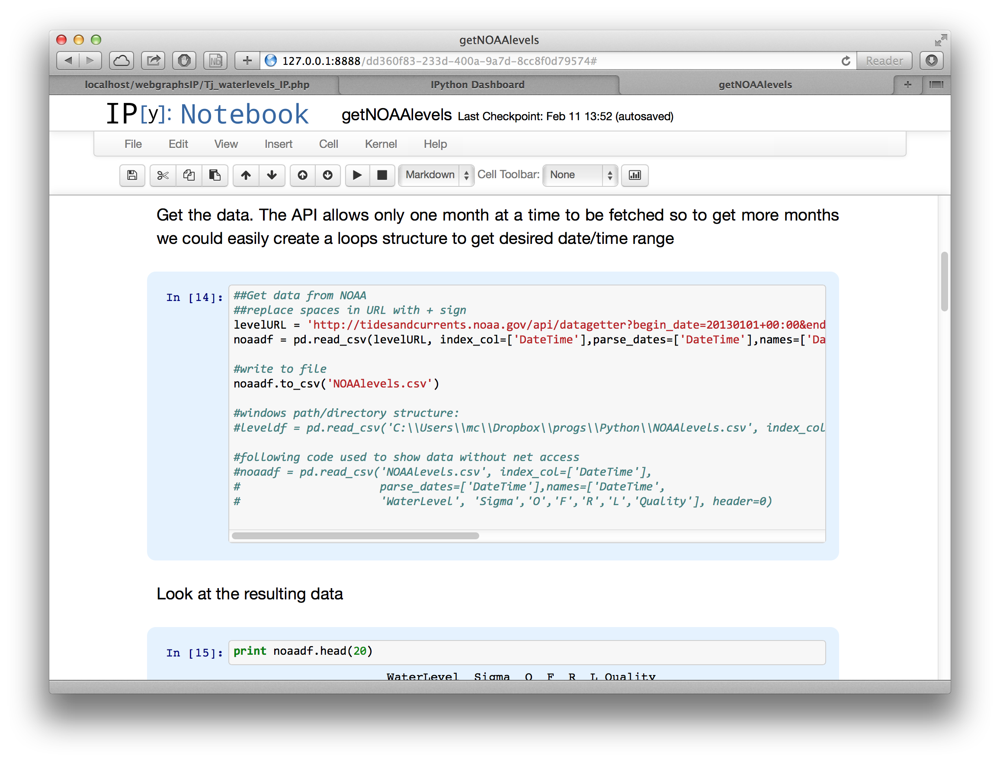 getNOAAlevels
127.0.0.1:8888/dd360f83-233d-400a-9a7d-8cc8f0d79574#
Reader
localhost/webgraphsIP/Tj_waterlevels_IP.php
IPython Dashboard
getNOAAlevels
IP[y]: Notebook
getNOAAlevels Last Checkpoint: Feb 11 13:52 (autosaved)
File Edit View Insert Cell Kernel Help
Markdown Cell Toolbar: None
Get the data. The API allows only one month at a time to be fetched so to get more months
we could easily create a loops structure to get desired date/time range
In [14]:
##Get data from NOAA
##replace spaces in URL with + sign
levelURL = 'http://tidesandcurrents.noaa.gov/api/datagetter?begin_date=20130101+00:00&end
noaadf = pd.read_csv(levelURL, index_col=['DateTime'],parse_dates=['DateTime'],names=['Da
#write to file
noaadf.to_csv('NOAAlevels.csv')
#windows path/directory structure:
#leveldf = pd.read_csv('C:\\Users\\mc\\Dropbox\\progs\\Python\\NOAAlevels.csv', index_col
#following code used to show data without net access
#noaadf = pd.read_csv('NOAAlevels.csv', index_col=['DateTime'],
# parse_dates=['DateTime'],names=['DateTime',
# 'WaterLevel', 'Sigma','O','F','R','L','Quality'], header=0)
Look at the resulting data
In [15]:
print noaadf.head(20)
WaterLevel Sigma O F R L Quality